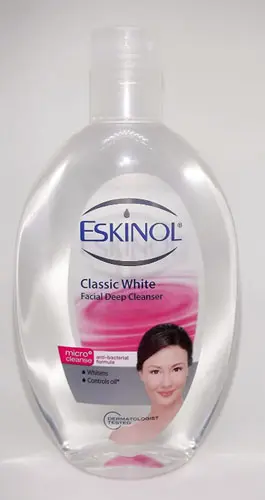 ESKINOL®
Classic White
Facial Deep Cleanser
micro
cleanse
anti-bacterial
formula
Whitens
Controls oil*
DERMATOLOGIST
TESTED